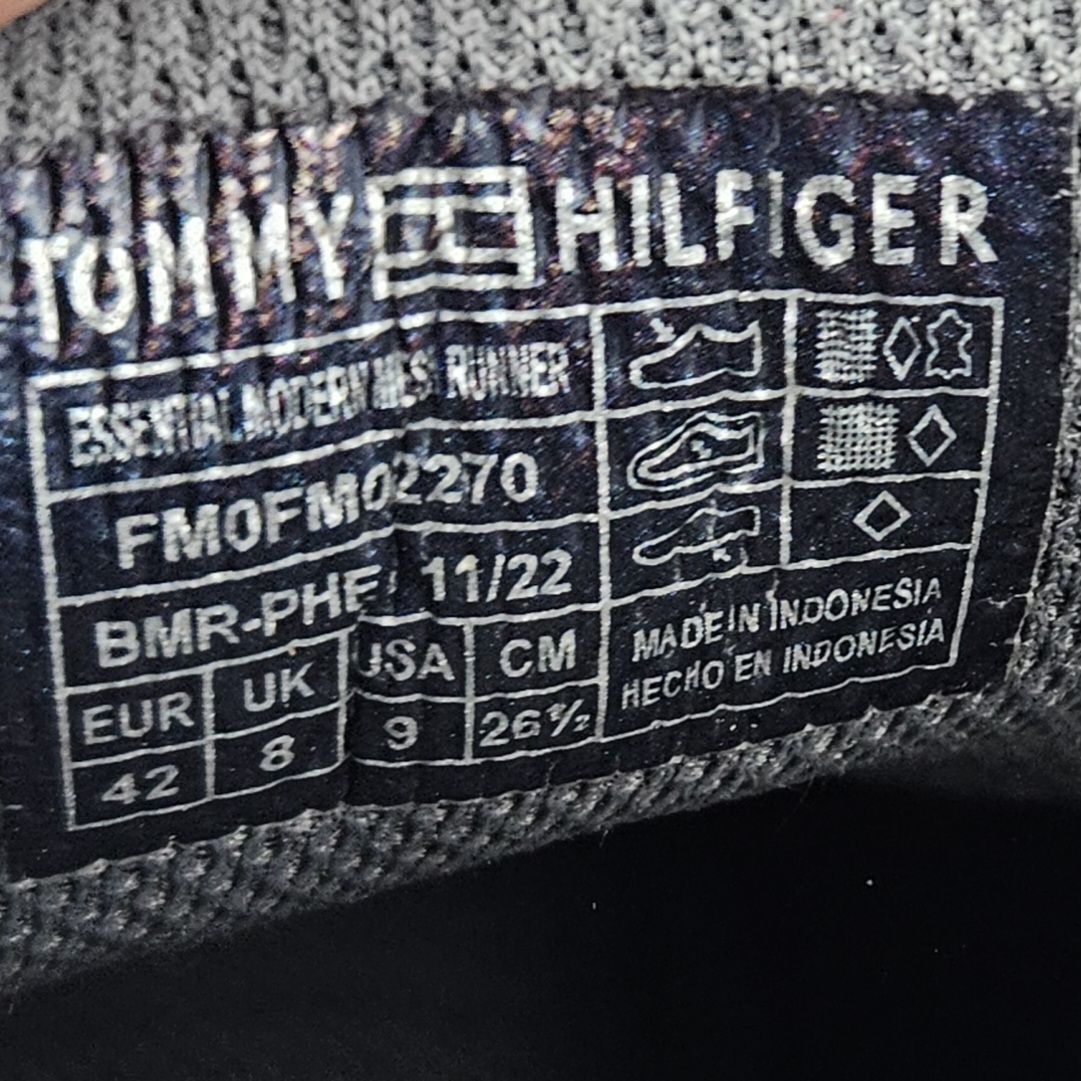 TOMMY HILFIGER
ESSENTIAL MODERN RUNNER
FM0FM02270
BMR-PHE 11/22
EUR UK USA CM
42 8 9 26½
MADE IN INDONESIA
HECHO EN INDONESIA